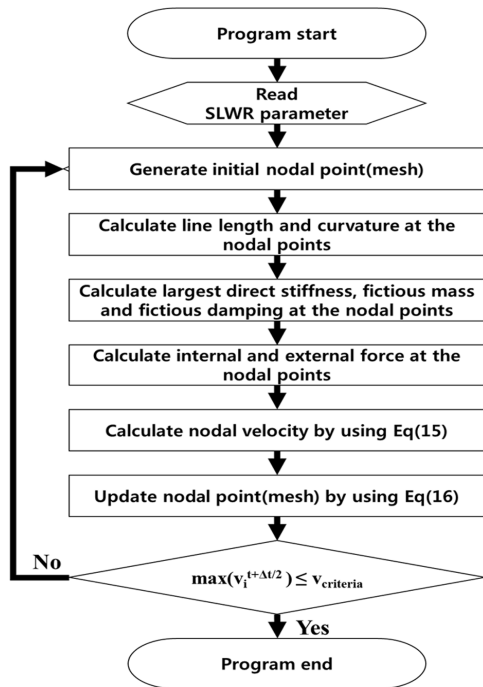 Program start
Read
SLWR parameter
Generate initial nodal point(mesh)
Calculate line length and curvature at the
nodal points
Calculate largest direct stiffness, fictious mass
and fictious damping at the nodal points
Calculate internal and external force at the
nodal points
Calculate nodal velocity by using Eq(15)
Update nodal point(mesh) by using Eq(16)
No
max(v_i^{t+Δt/2}) ≤ v_{criteria}
Yes
Program end